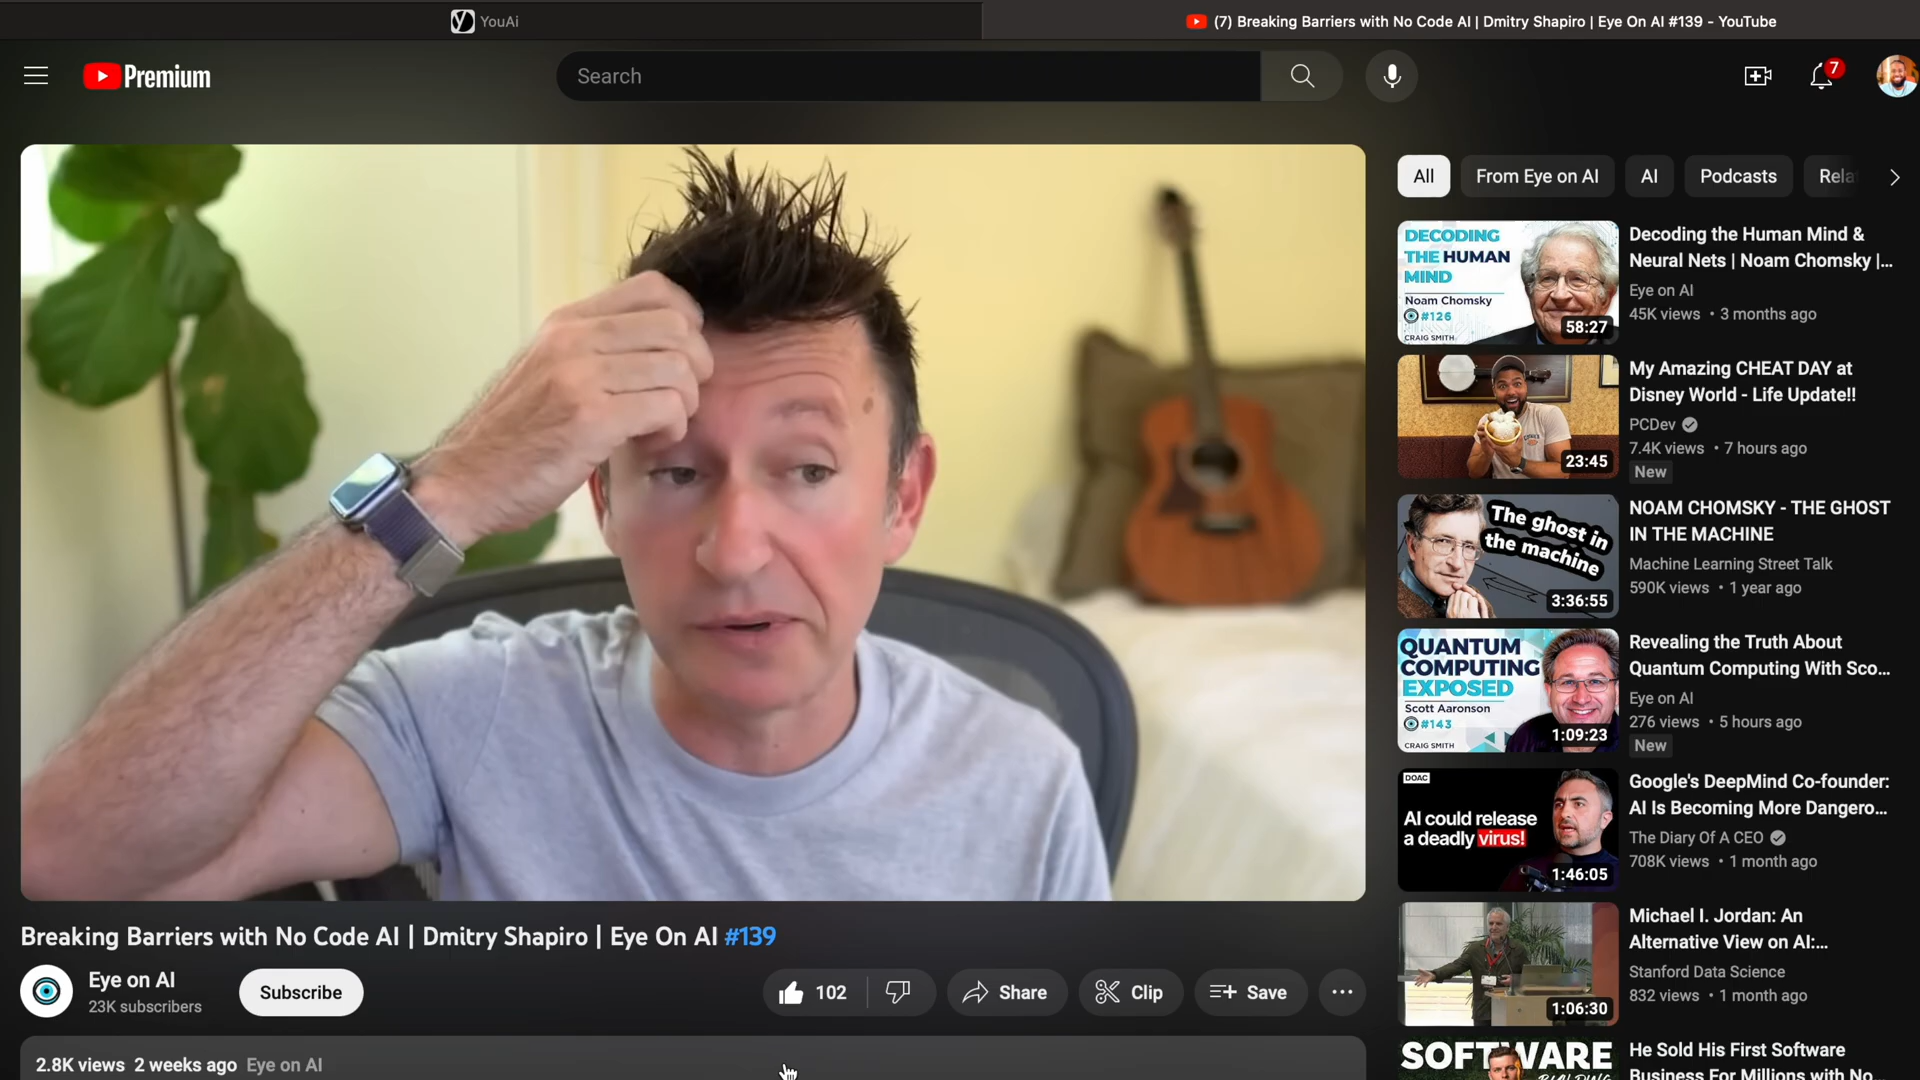 YouAi
(7) Breaking Barriers with No Code AI | Dmitry Shapiro | Eye On AI #139 - YouTube
Premium
Search
7
All
From Eye on AI
AI
Podcasts
Rela
DECODING
THE HUMAN
MIND
Noam Chomsky
#126
CRAIG SMITH
58:27
Decoding the Human Mind &
Neural Nets | Noam Chomsky |...
Eye on AI
45K views • 3 months ago
23:45
My Amazing CHEAT DAY at
Disney World - Life Update!!
PCDev
7.4K views • 7 hours ago
New
The ghost in
the machine
3:36:55
NOAM CHOMSKY - THE GHOST
IN THE MACHINE
Machine Learning Street Talk
590K views • 1 year ago
QUANTUM
COMPUTING
EXPOSED
Scott Aaronson
#143
CRAIG SMITH
1:09:23
Revealing the Truth About
Quantum Computing With Sco...
Eye on AI
276 views • 5 hours ago
New
DOAC
AI could release
a deadly virus!
1:46:05
Google's DeepMind Co-founder:
AI Is Becoming More Dangero...
The Diary Of A CEO
708K views • 1 month ago
1:06:30
Michael I. Jordan: An
Alternative View on AI:...
Stanford Data Science
832 views • 1 month ago
SOFTWARE
He Sold His First Software
Business For Millions with No...
Breaking Barriers with No Code AI | Dmitry Shapiro | Eye On AI #139
Eye on AI
23K subscribers
Subscribe
102
Share
Clip
Save
2.8K views 2 weeks ago Eye on AI